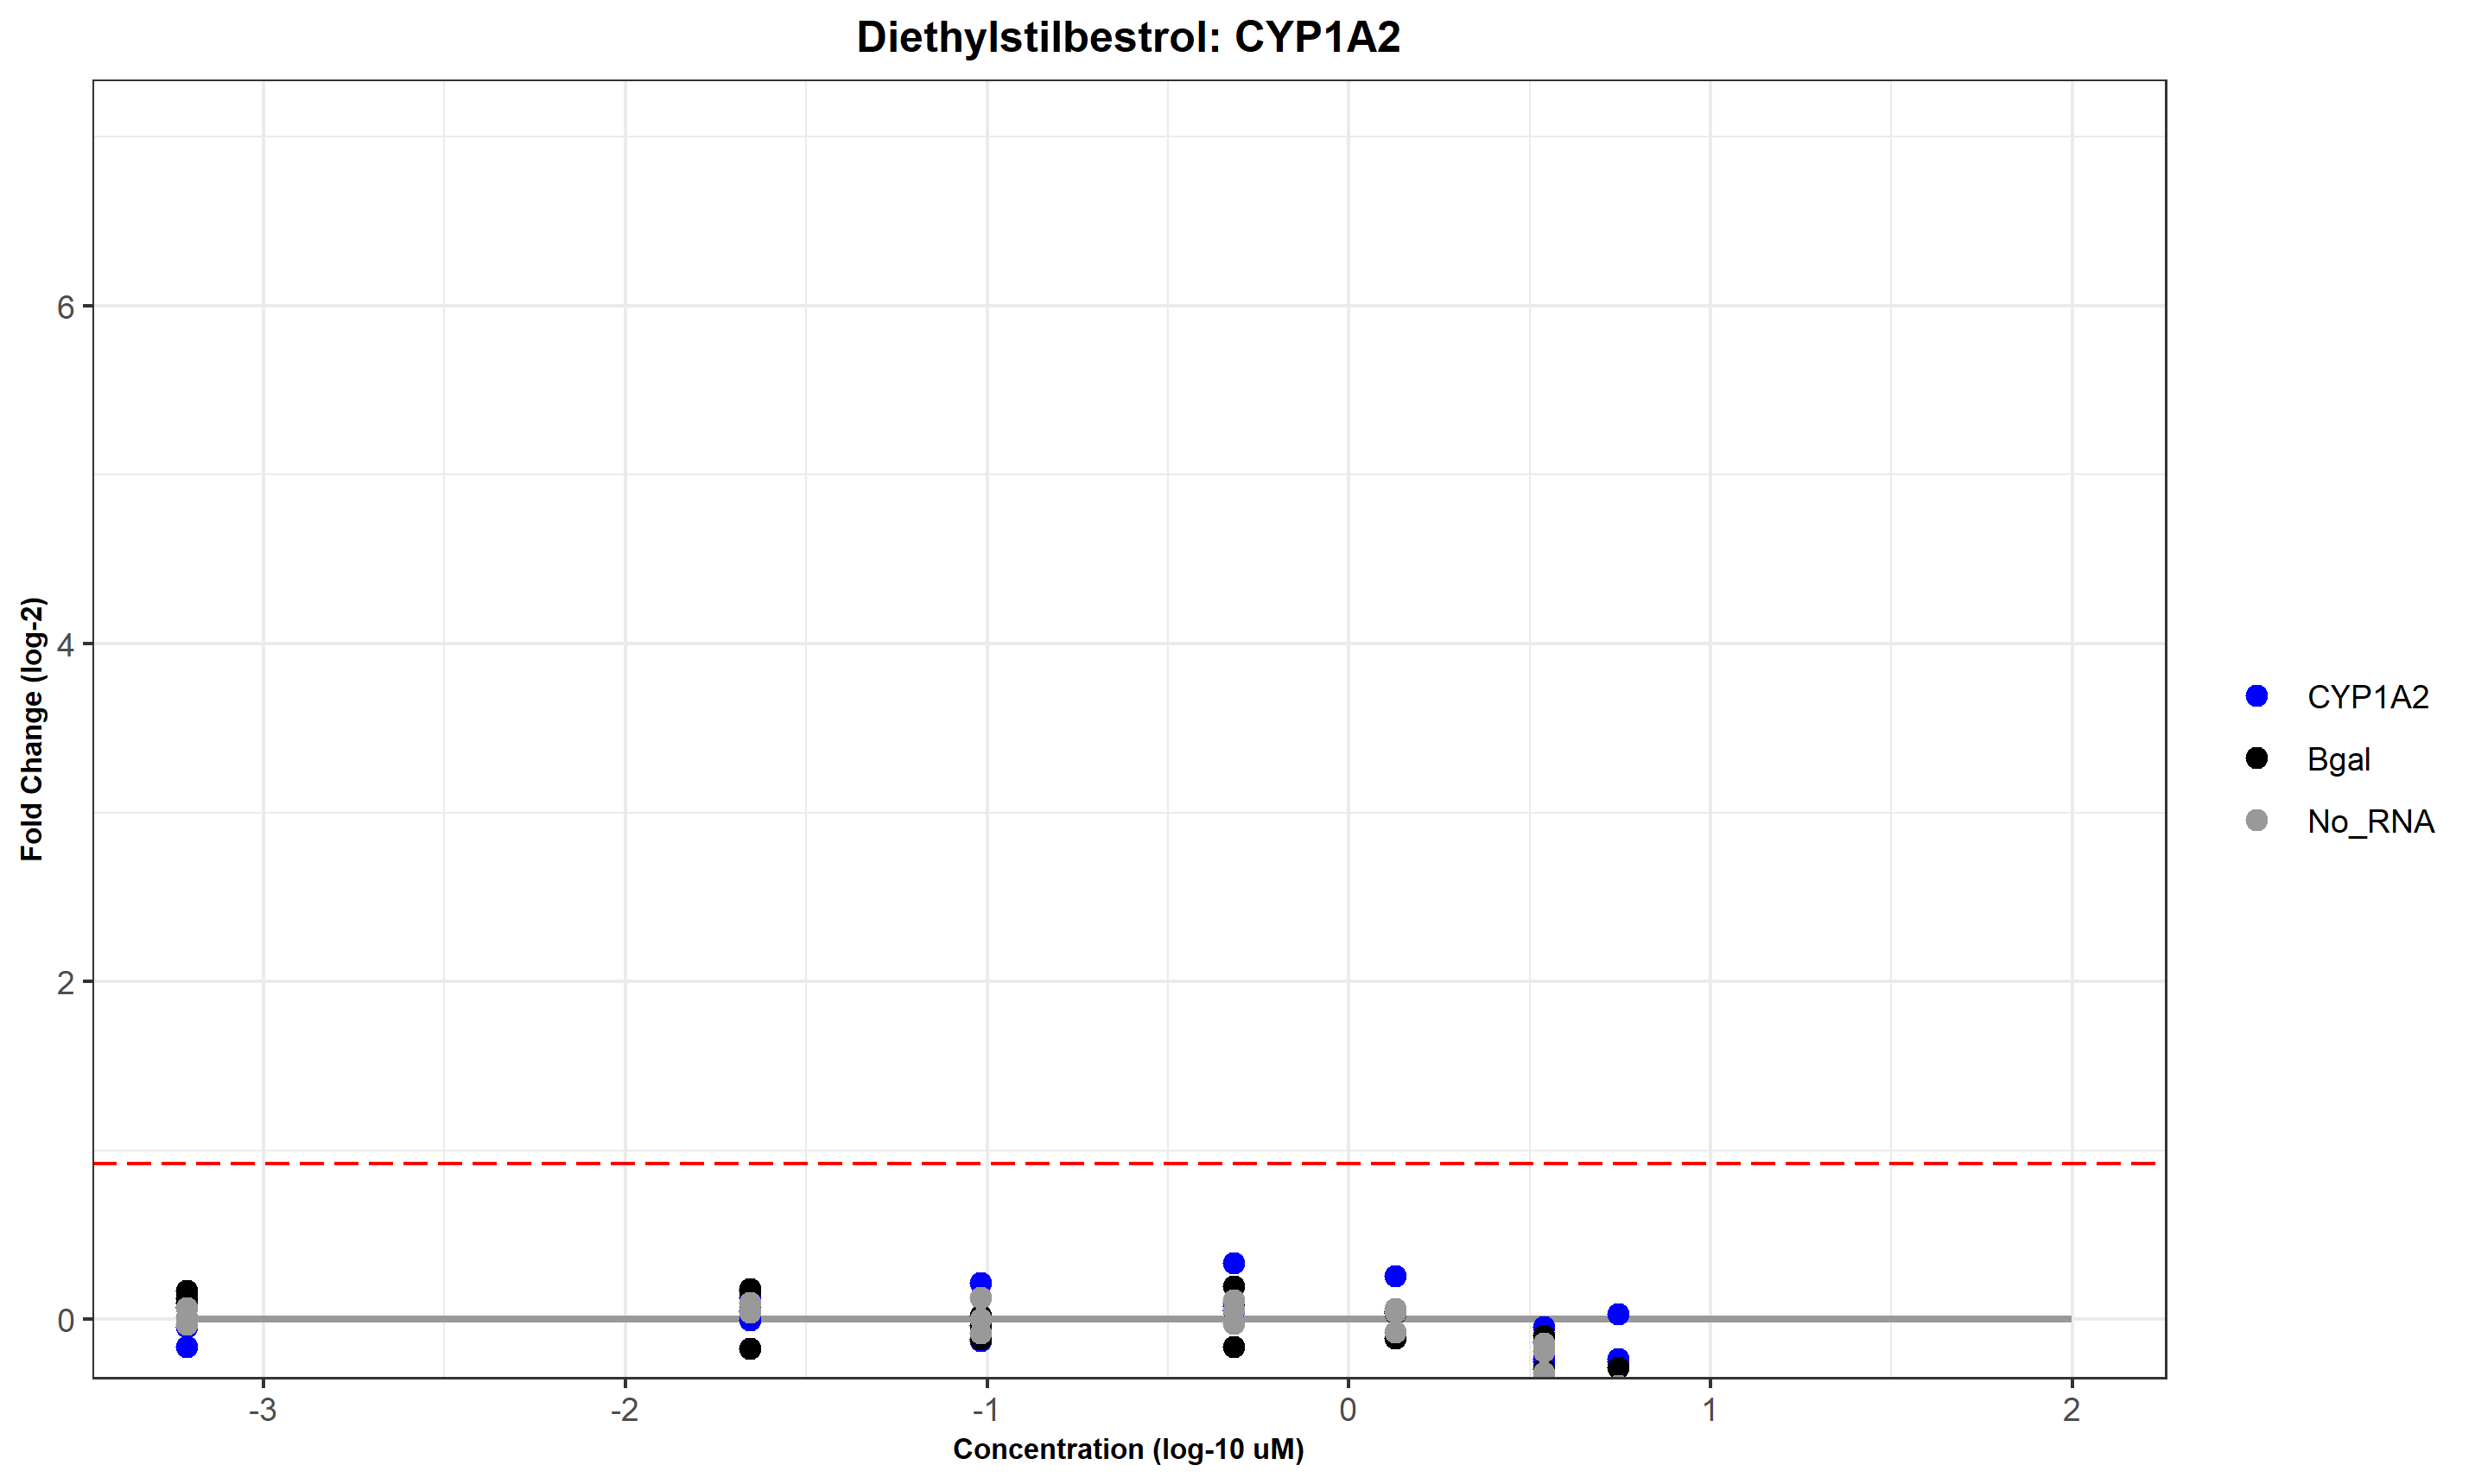 Diethylstilbestrol: CYP1A2
Fold Change (log-2)
6
4
2
0
-3
-2
-1
0
1
2
Concentration (log-10 uM)
CYP1A2
Bgal
No_RNA